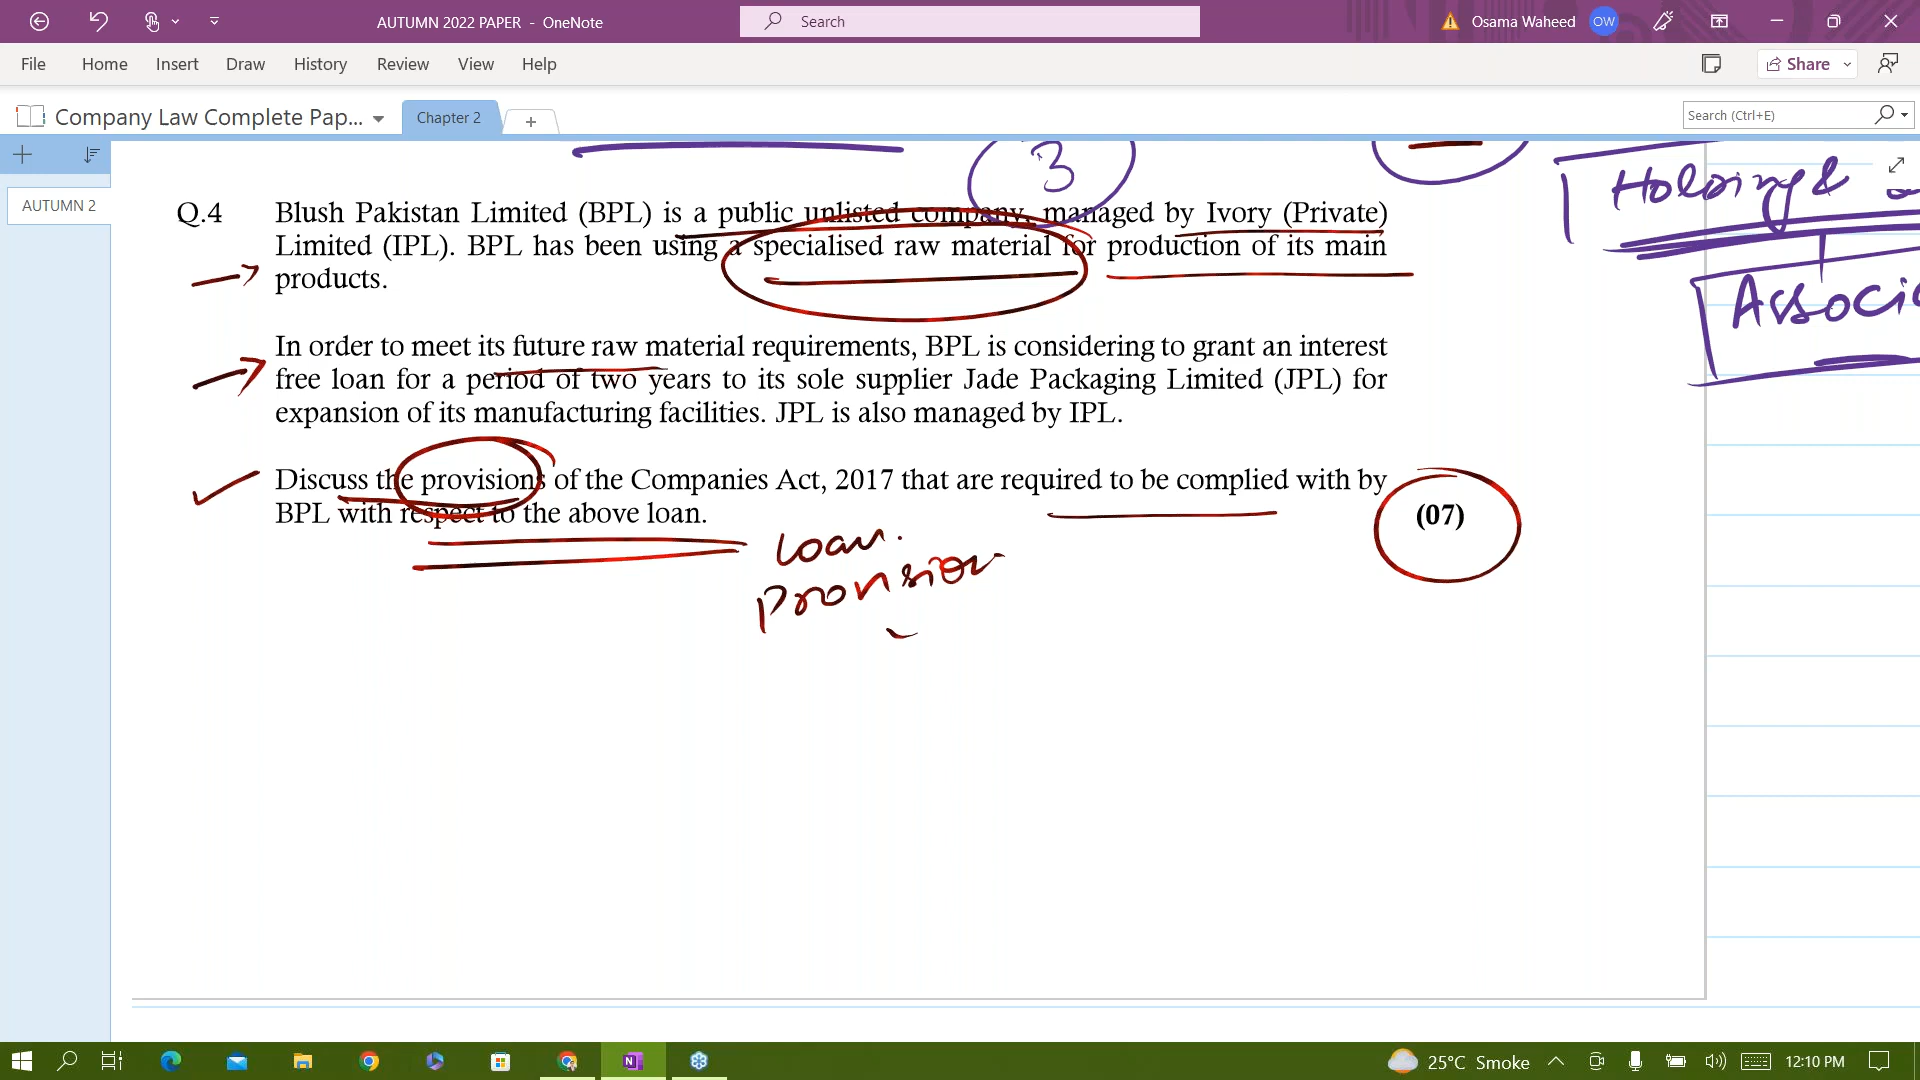 AUTUMN 2022 PAPER - OneNote
Search
Osama Waheed
OW
File Home Insert Draw History Review View Help
Share
Company Law Complete Pap...
Chapter 2
+
Search (Ctrl+E)
AUTUMN 2
3
Holding &
Associ
Q.4 Blush Pakistan Limited (BPL) is a public unlisted company, managed by Ivory (Private)
Limited (IPL). BPL has been using a specialised raw material for production of its main
products.
In order to meet its future raw material requirements, BPL is considering to grant an interest
free loan for a period of two years to its sole supplier Jade Packaging Limited (JPL) for
expansion of its manufacturing facilities. JPL is also managed by IPL.
Discuss the provisions of the Companies Act, 2017 that are required to be complied with by
BPL with respect to the above loan.
(07)
Loan.
Provision
N
25°C Smoke
12:10 PM